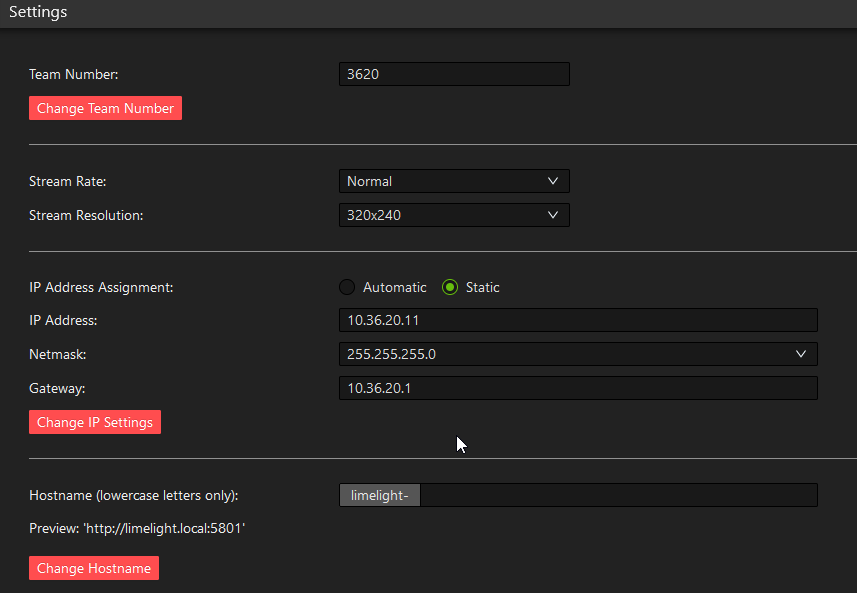 Settings
Team Number: 3620
Change Team Number
Stream Rate: Normal
Stream Resolution: 320x240
IP Address Assignment: Automatic Static
IP Address: 10.36.20.11
Netmask: 255.255.255.0
Gateway: 10.36.20.1
Change IP Settings
Hostname (lowercase letters only): limelight-
Preview: 'http://limelight.local:5801'
Change Hostname